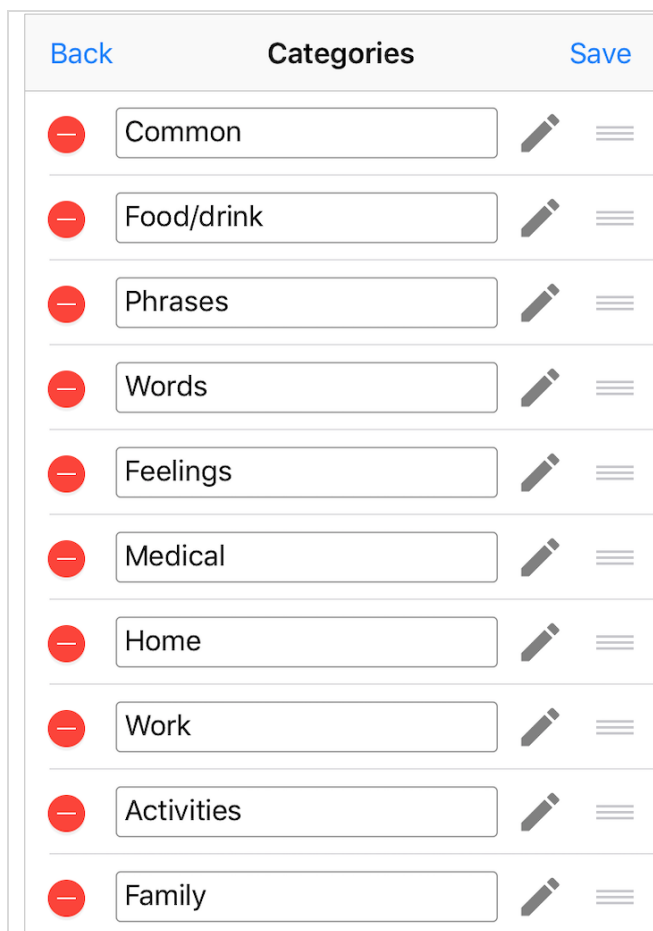 Back Categories Save
Common
Food/drink
Phrases
Words
Feelings
Medical
Home
Work
Activities
Family